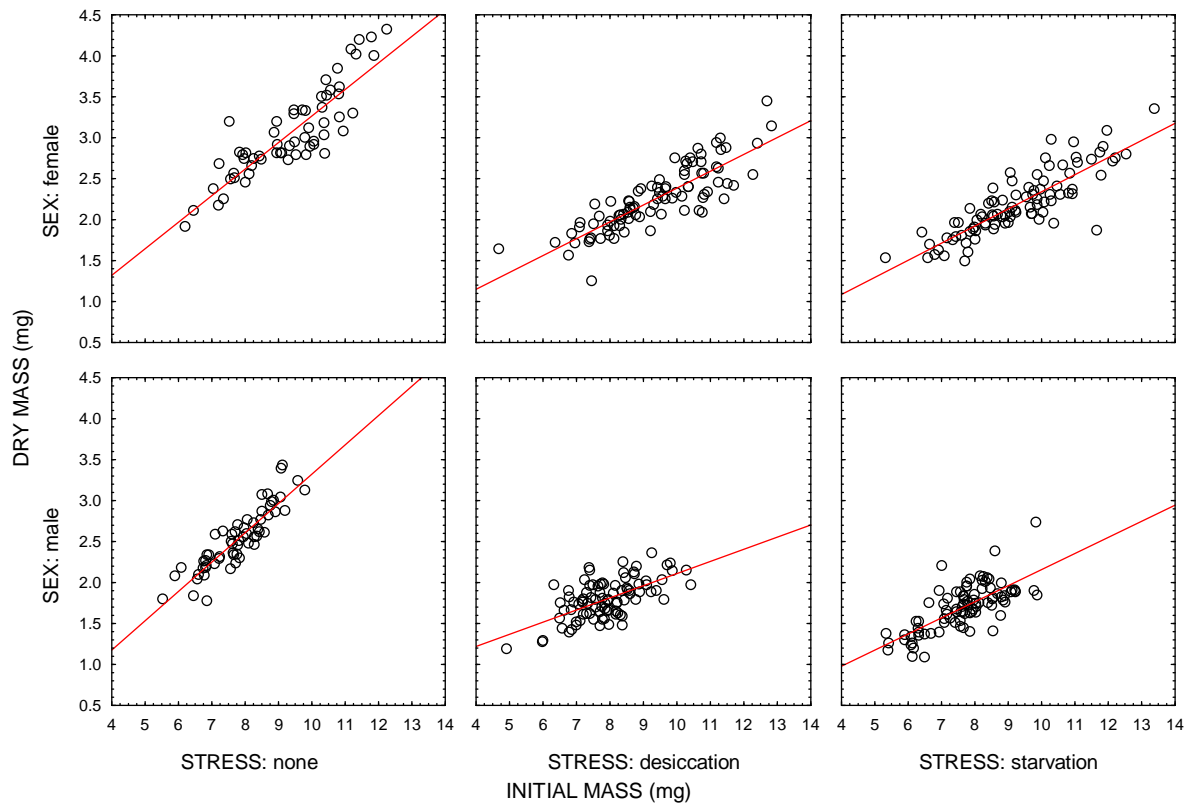 SEX: female
4.5
4.0
3.5
3.0
2.5
2.0
1.5
1.0
0.5
DRY MASS (mg)
SEX: male
4.5
4.0
3.5
3.0
2.5
2.0
1.5
1.0
0.5
4 5 6 7 8 9 10 11 12 13 14
4 5 6 7 8 9 10 11 12 13 14
4 5 6 7 8 9 10 11 12 13 14
STRESS: none
STRESS: desiccation
STRESS: starvation
INITIAL MASS (mg)